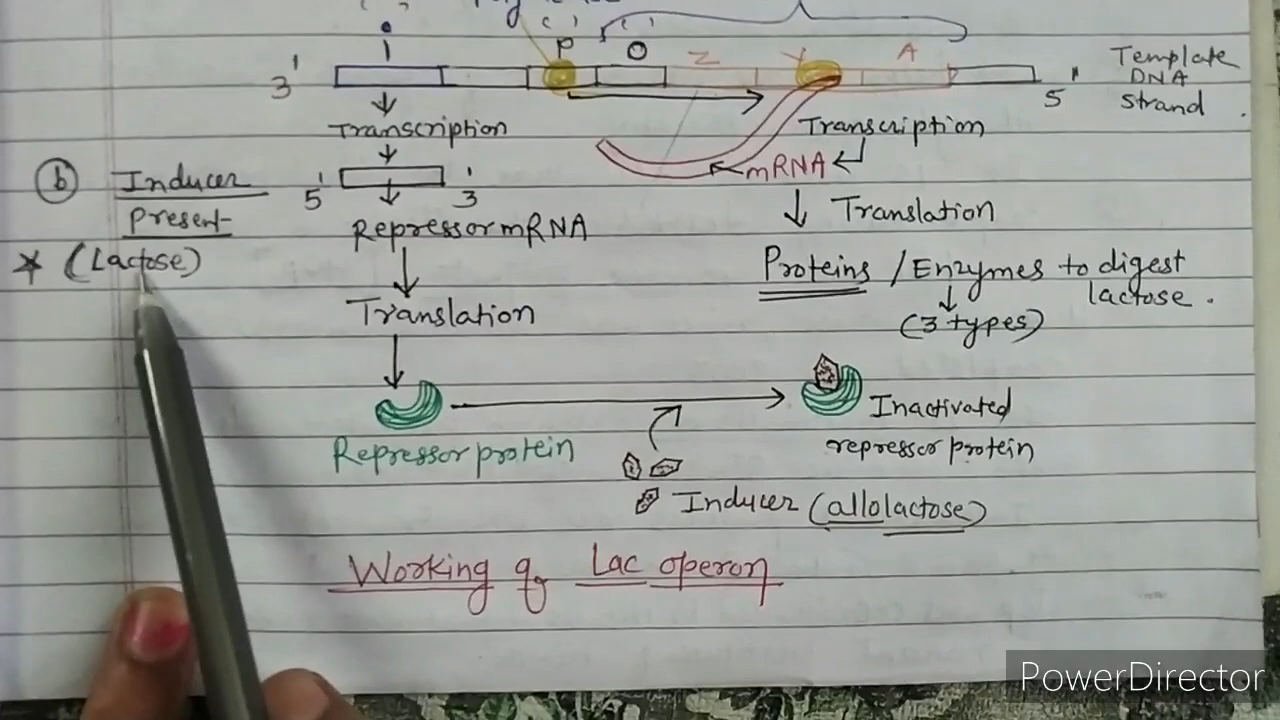 i P O Z Y A
3' 5' Template DNA strand.
Transcription Transcription
mRNA
(b) Inducer Present
5' 3'
* (Lactose)
Repressor mRNA
Translation
Translation
Proteins / Enzymes to digest lactose.
(3 types)
Repressor protein
Inactivated repressor protein
Inducer (allolactose)
Working of Lac operon
PowerDirector